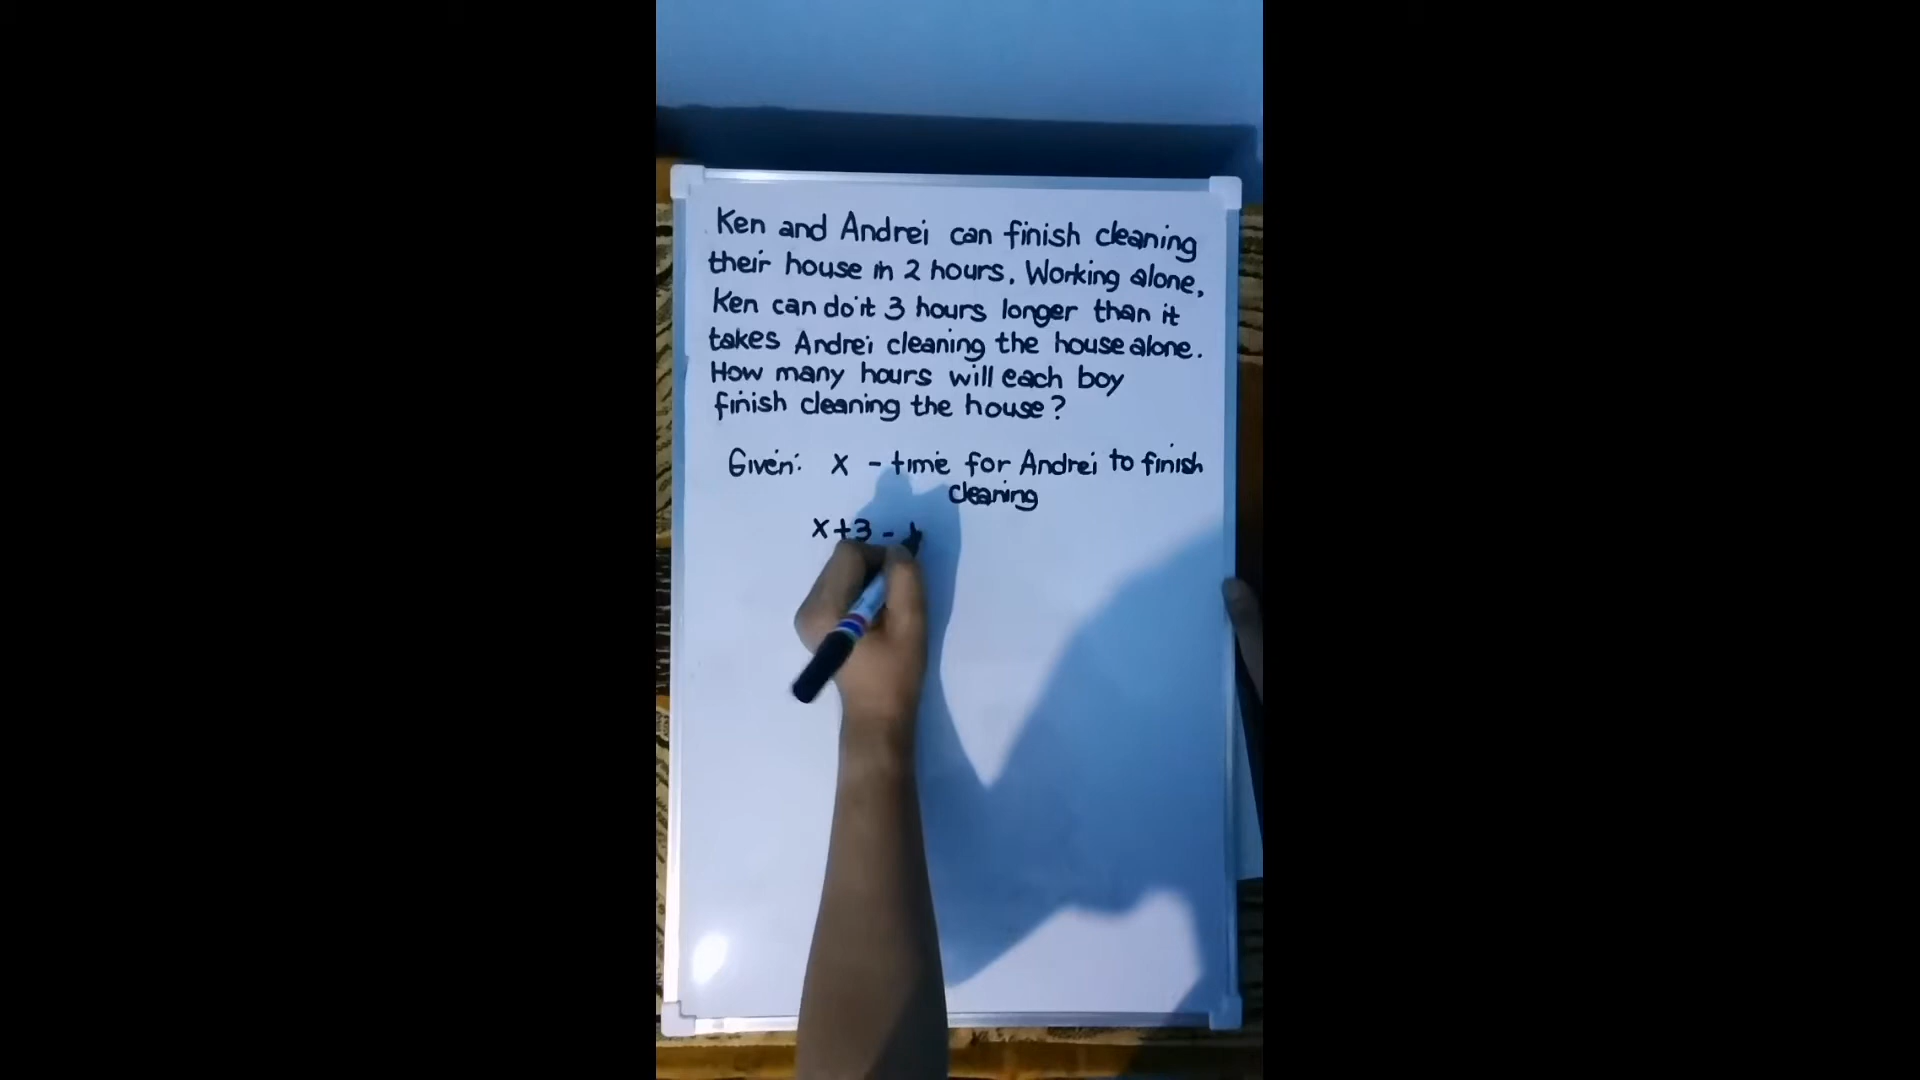 Ken and Andrei can finish cleaning
their house in 2 hours. Working alone,
Ken can do it 3 hours longer than it
takes Andrei cleaning the house alone.
How many hours will each boy
finish cleaning the house?
Given: x - time for Andrei to finish
cleaning
x+3 -